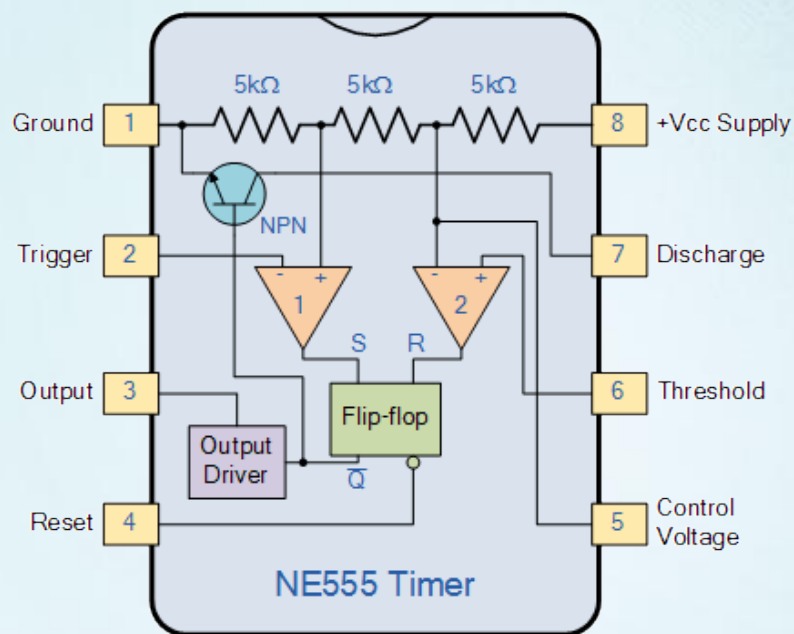 5kΩ 5kΩ 5kΩ
Ground 1
8 +Vcc Supply
NPN
Trigger 2
7 Discharge
- +
- +
1
2
S R
Output 3
6 Threshold
Flip-flop
Output
Driver
Q̅
Reset 4
5 Control
Voltage
NE555 Timer